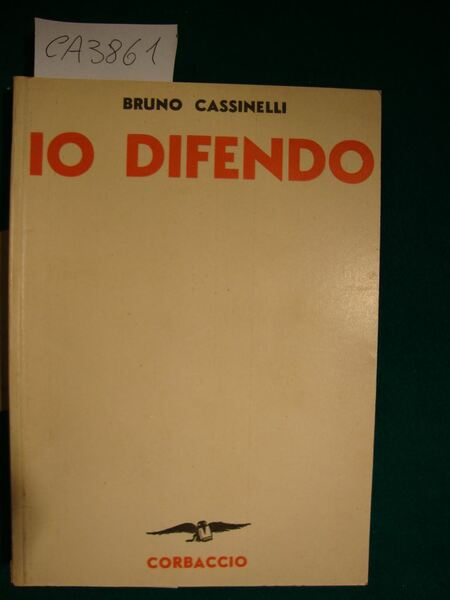 CA3861
BRUNO CASSINELLI
IO DIFENDO
CORBACCIO